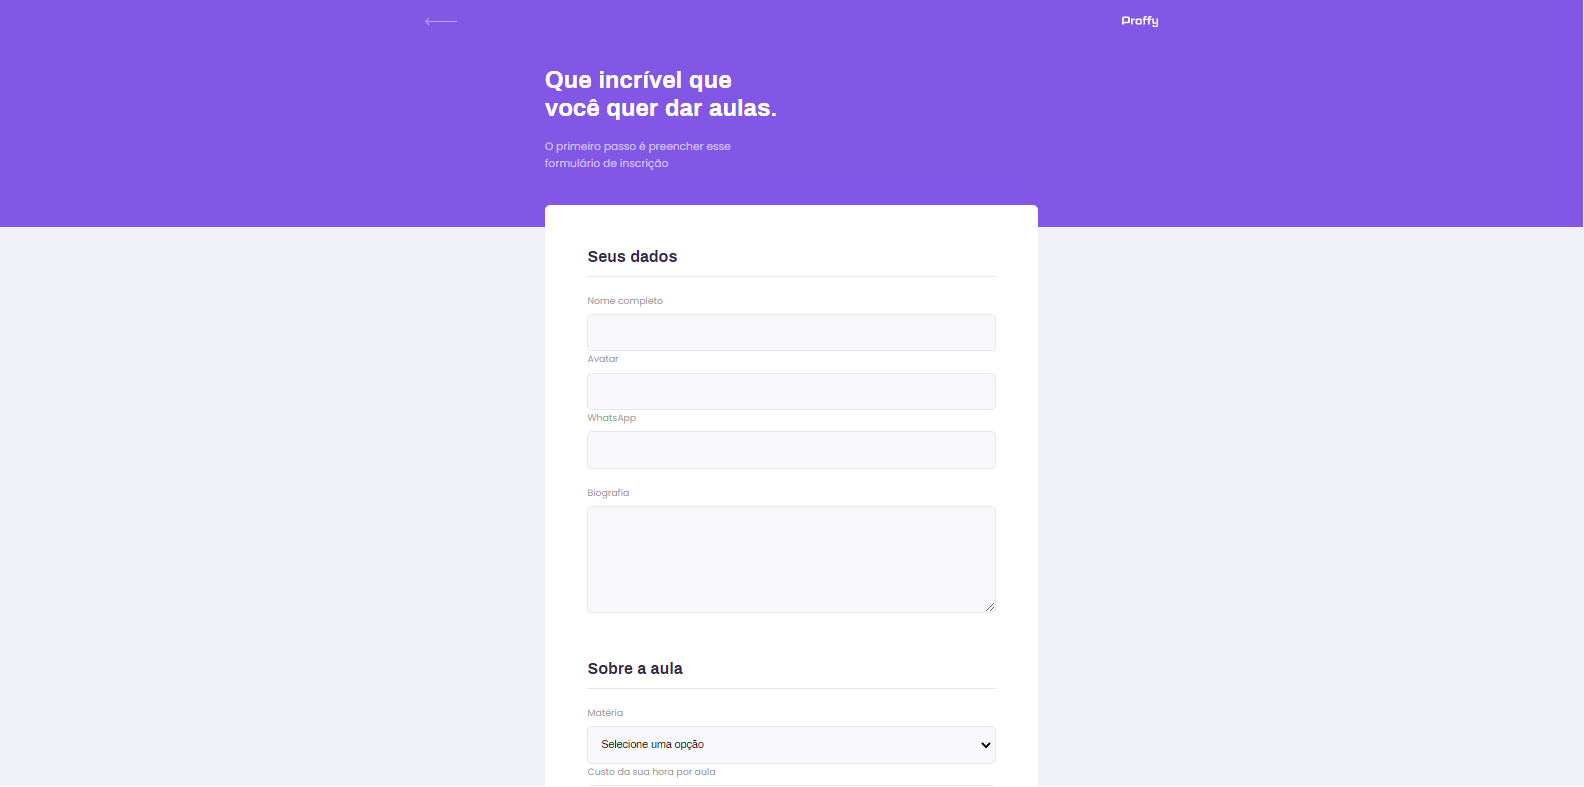 Proffy
Que incrível que
você quer dar aulas.
O primeiro passo é preencher esse
formulário de inscrição
Seus dados
Nome completo
Avatar
WhatsApp
Biografia
Sobre a aula
Matéria
Selecione uma opção
Custo da sua hora por aula